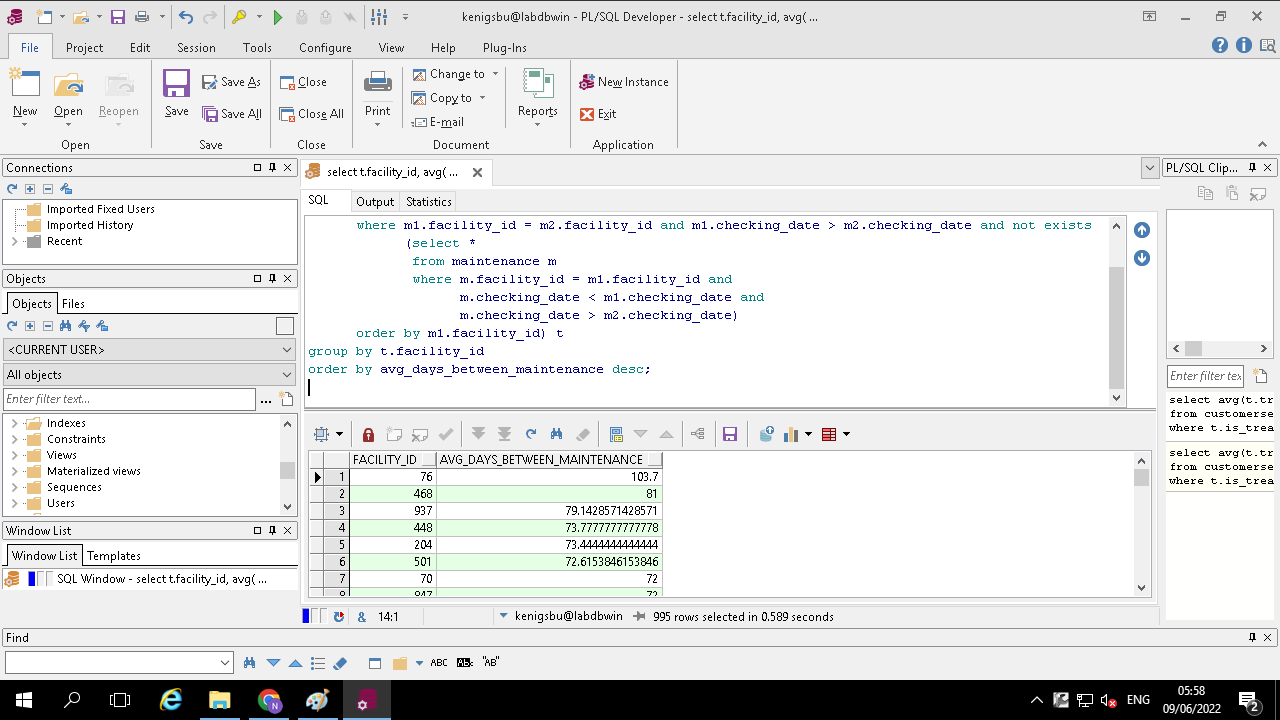 kenigsbu@labdbwin - PL/SQL Developer - select t.facility_id, avg( ...
File Project Edit Session Tools Configure View Help Plug-Ins
New Open Reopen Save Save As Save All Close Close All Print Change to Copy to E-mail Reports New Instance Exit
Open Save Close Document Application
Connections
Imported Fixed Users
Imported History
Recent
Objects
Objects Files
<CURRENT USER>
All objects
Enter filter text...
Indexes
Constraints
Views
Materialized views
Sequences
Users
Window List
Window List Templates
SQL Window - select t.facility_id, avg( ...
select t.facility_id, avg( ...
SQL Output Statistics
where m1.facility_id = m2.facility_id and m1.checking_date > m2.checking_date and not exists
(select *
from maintenance m
where m.facility_id = m1.facility_id and
m.checking_date < m1.checking_date and
m.checking_date > m2.checking_date)
order by m1.facility_id) t
group by t.facility_id
order by avg_days_between_maintenance desc;
FACILITY_ID AVG_DAYS_BETWEEN_MAINTENANCE
1 76 103.7
2 468 81
3 937 79.1428571428571
4 448 73.7777777777778
5 204 73.4444444444444
6 501 72.6153846153846
7 70 72
14:1 kenigsbu@labdbwin 995 rows selected in 0.589 seconds
PL/SQL Clip...
Enter filter tex
select avg(t.tr
from customerse
where t.is_trea
select avg(t.tr
from customerse
where t.is_trea
Find
ABC AB "AB"
ENG 05:58
09/06/2022
2